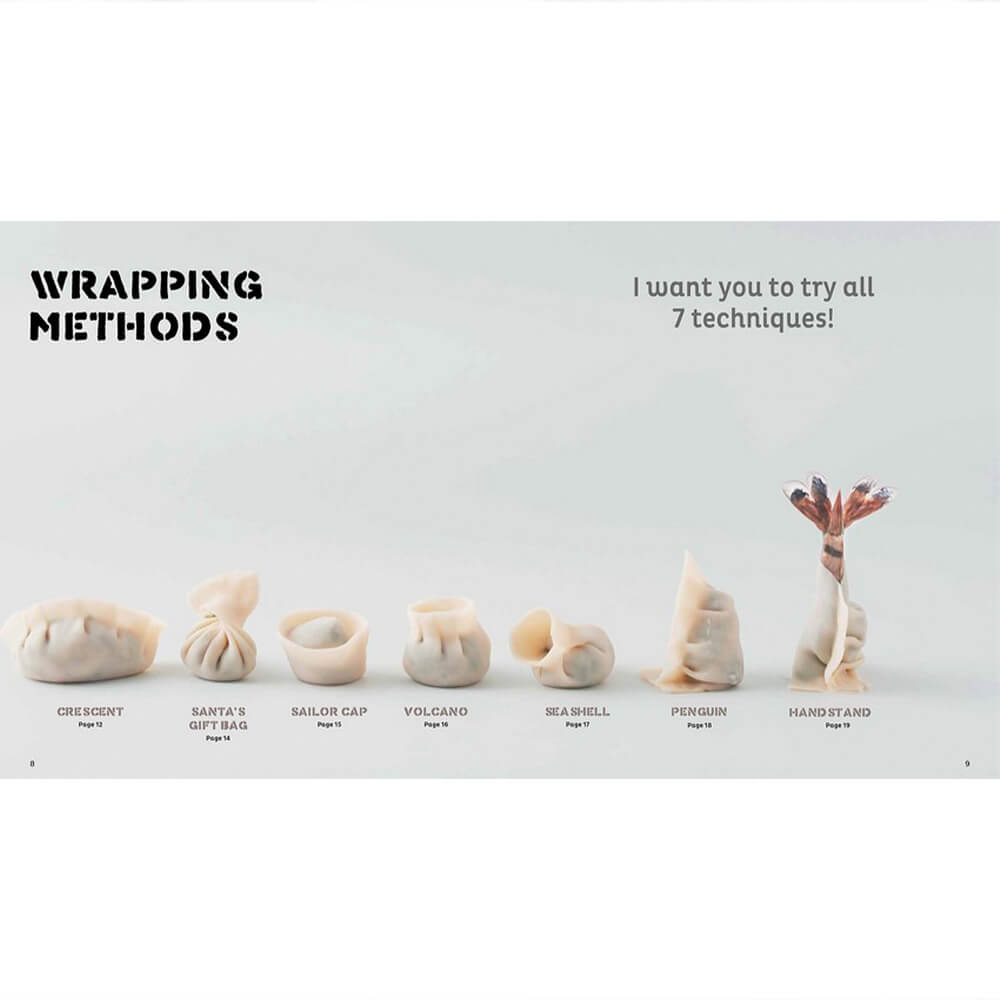 WRAPPING
METHODS
I want you to try all
7 techniques!
CRESCENT
Page 12
SANTA'S
GIFT BAG
Page 14
SAILOR CAP
Page 15
VOLCANO
Page 16
SEASHELL
Page 17
PENGUIN
Page 18
HANDSTAND
Page 19
8
9